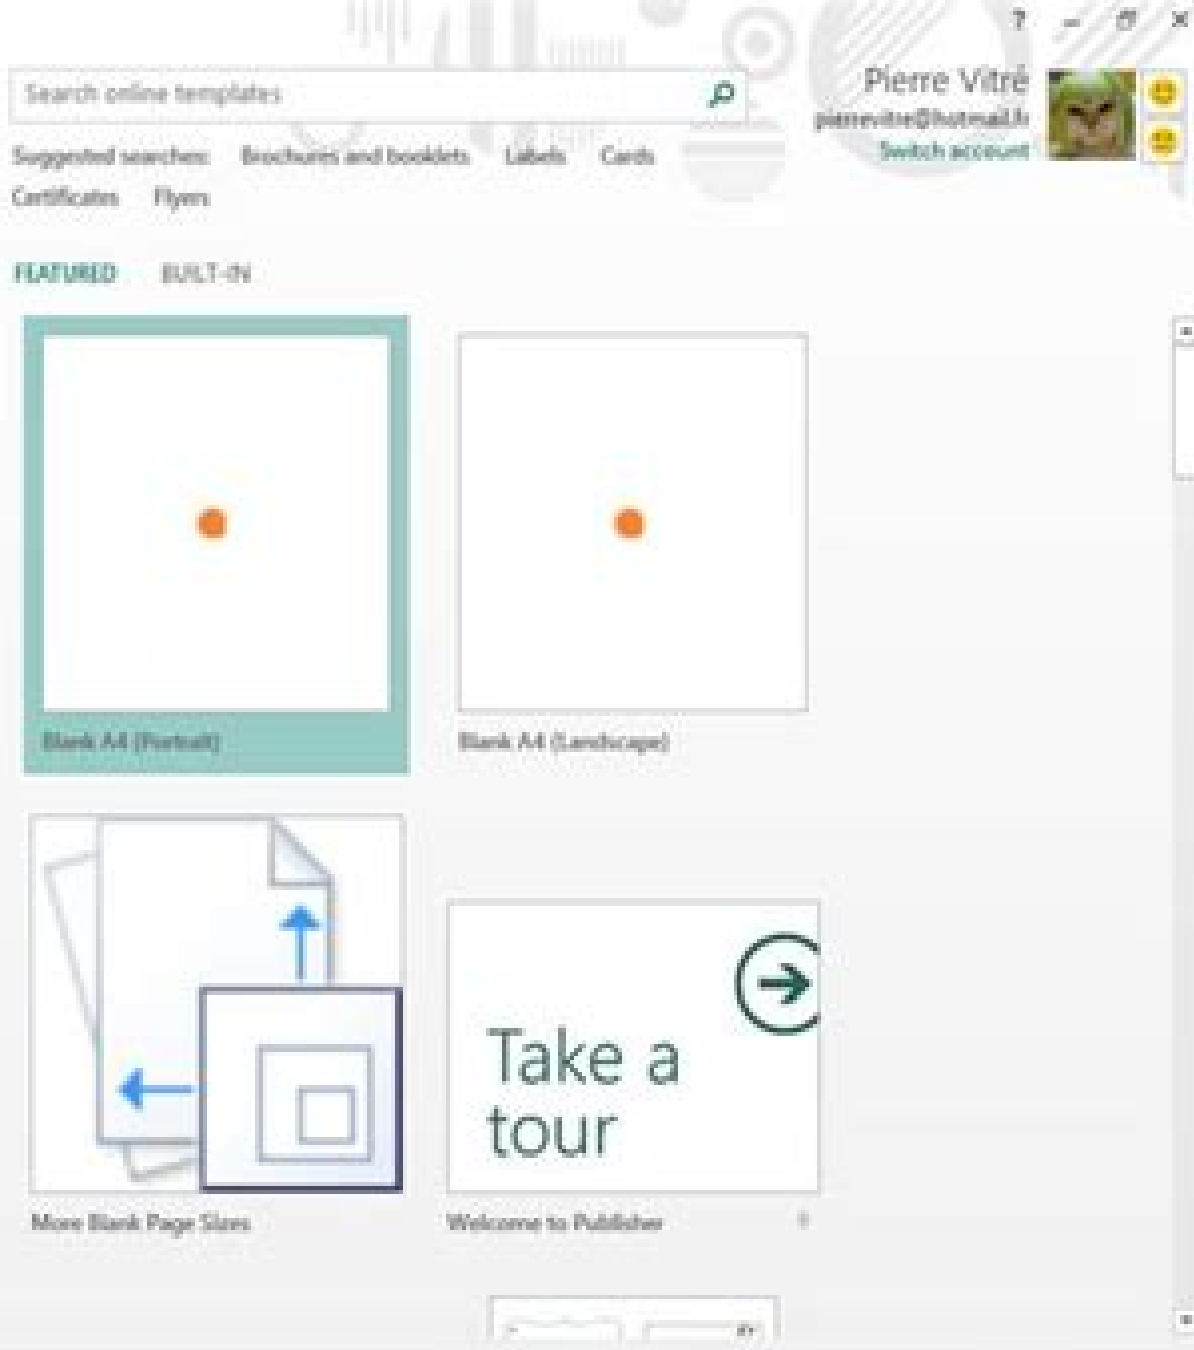 ?
Search online templates
Pierre Vitré
pierrevitre@hotmail.fr
Switch account
Suggested searches: Brochures and booklets Labels Cards
Certificates Flyers
FEATURED BUILT-IN
Blank A4 (Portrait)
Blank A4 (Landscape)
Take a
tour
More Blank Page Sizes
Welcome to Publisher